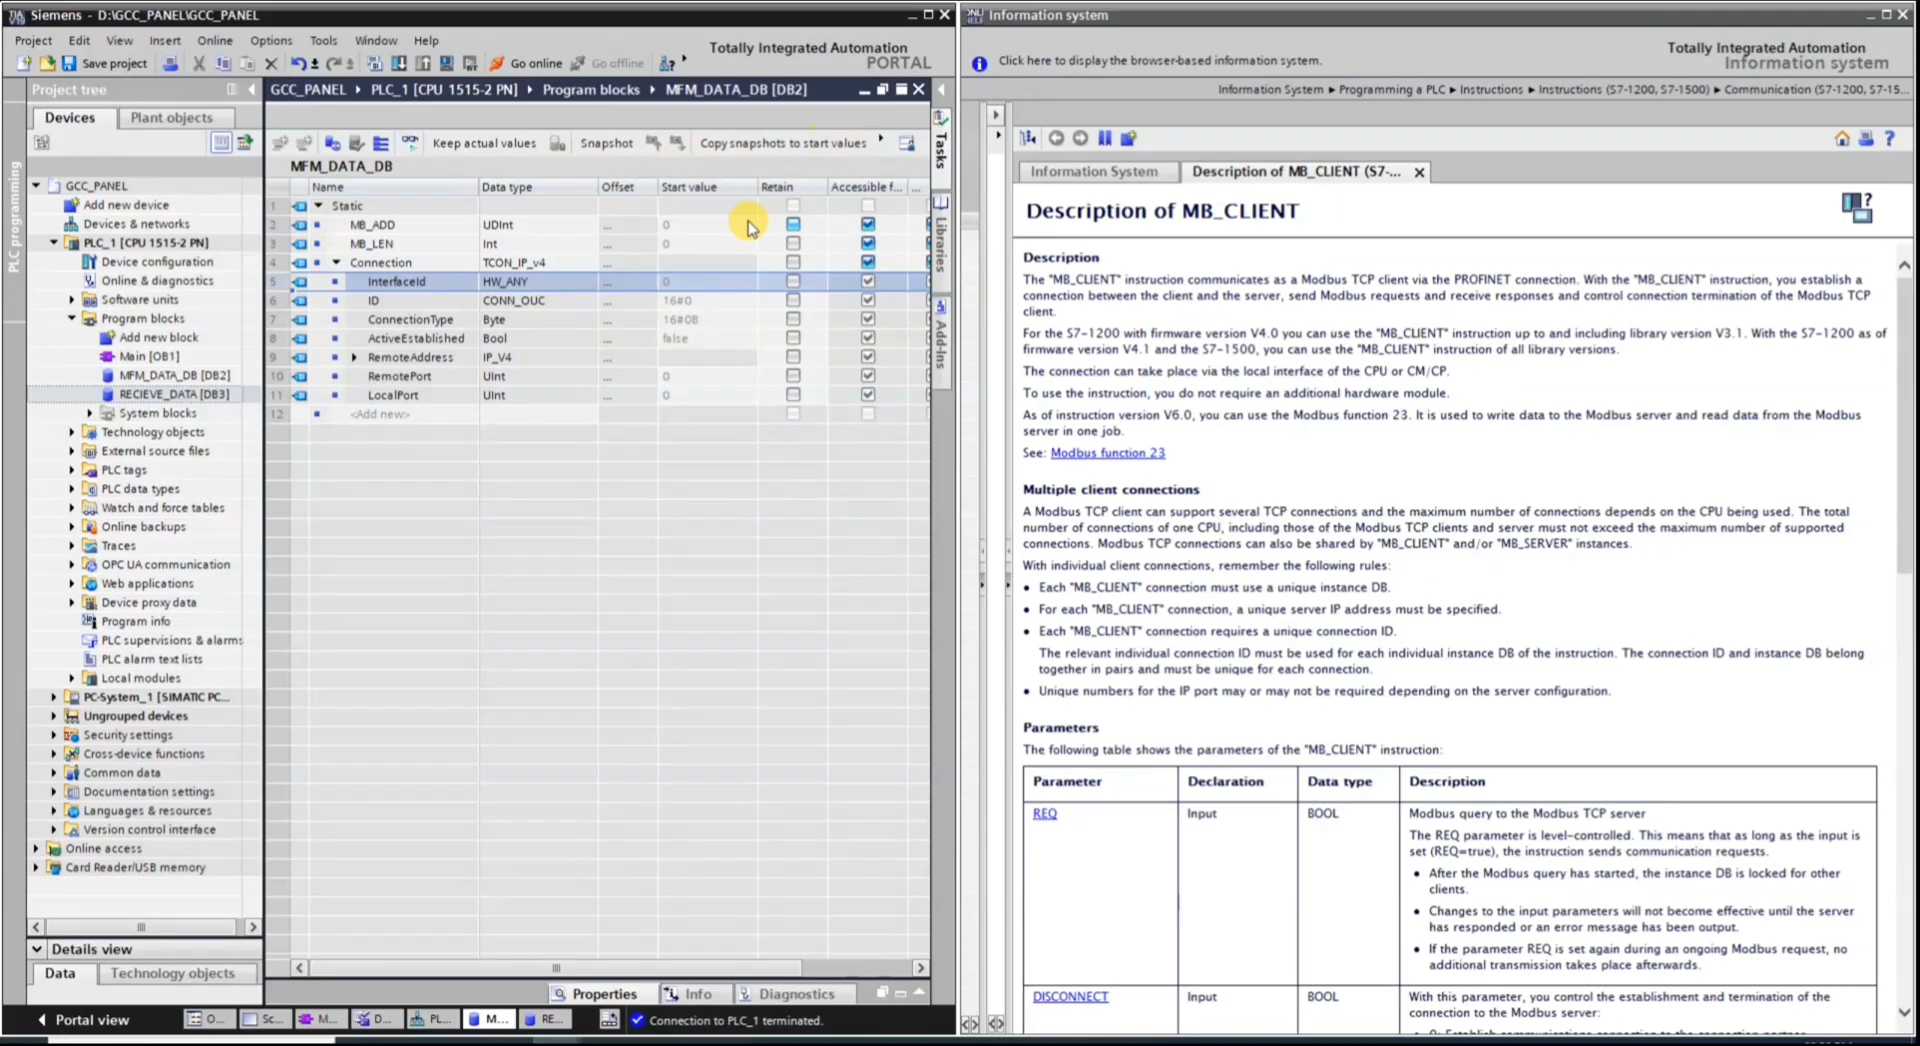 Siemens - D:\GCC_PANEL\GCC_PANEL
Project Edit View Insert Online Options Tools Window Help
Totally Integrated Automation
PORTAL
Save project
Go online
Go offline
Project tree
GCC_PANEL ▸ PLC_1 [CPU 1515-2 PN] ▸ Program blocks ▸ MFM_DATA_DB [DB2]
Devices
Plant objects
PLC programming
GCC_PANEL
Add new device
Devices & networks
PLC_1 [CPU 1515-2 PN]
Device configuration
Online & diagnostics
Software units
Program blocks
Add new block
Main [OB1]
MFM_DATA_DB [DB2]
RECIEVE_DATA [DB3]
System blocks
Technology objects
External source files
PLC tags
PLC data types
Watch and force tables
Online backups
Traces
OPC UA communication
Web applications
Device proxy data
Program info
PLC supervisions & alarms
PLC alarm text lists
Local modules
PC-System_1 [SIMATIC PC...
Ungrouped devices
Security settings
Cross-device functions
Common data
Documentation settings
Languages & resources
Version control interface
Online access
Card Reader/USB memory
Details view
Data
Technology objects
Keep actual values
Snapshot
Copy snapshots to start values
MFM_DATA_DB
Name Data type Offset Start value Retain Accessible f... ...
1 Static
2 MB_ADD UDInt ... 0
3 MB_LEN Int ... 0
4 Connection TCON_IP_v4 ...
5 InterfaceId HW_ANY ... 0
6 ID CONN_OUC ... 16#0
7 ConnectionType Byte ... 16#0B
8 ActiveEstablished Bool ... false
9 RemoteAddress IP_V4 ...
10 RemotePort UInt ... 0
11 LocalPort UInt ... 0
12 <Add new>
Tasks
Libraries
Add-Ins
Properties
Info
Diagnostics
Portal view
O...
Sc...
M...
D...
PL...
M...
RE...
Connection to PLC_1 terminated.
Information system
Click here to display the browser-based information system.
Totally Integrated Automation
Information system
Information System ▸ Programming a PLC ▸ Instructions ▸ Instructions (S7-1200, S7-1500) ▸ Communication (S7-1200, S7-15...
Information System
Description of MB_CLIENT (S7-...
Description of MB_CLIENT
Description
The "MB_CLIENT" instruction communicates as a Modbus TCP client via the PROFINET connection. With the "MB_CLIENT" instruction, you establish a
connection between the client and the server, send Modbus requests and receive responses and control connection termination of the Modbus TCP
client.
For the S7-1200 with firmware version V4.0 you can use the "MB_CLIENT" instruction up to and including library version V3.1. With the S7-1200 as of
firmware version V4.1 and the S7-1500, you can use the "MB_CLIENT" instruction of all library versions.
The connection can take place via the local interface of the CPU or CM/CP.
To use the instruction, you do not require an additional hardware module.
As of instruction version V6.0, you can use the Modbus function 23. It is used to write data to the Modbus server and read data from the Modbus
server in one job.
See: Modbus function 23
Multiple client connections
A Modbus TCP client can support several TCP connections and the maximum number of connections depends on the CPU being used. The total
number of connections of one CPU, including those of the Modbus TCP clients and server must not exceed the maximum number of supported
connections. Modbus TCP connections can also be shared by "MB_CLIENT" and/or "MB_SERVER" instances.
With individual client connections, remember the following rules:
• Each "MB_CLIENT" connection must use a unique instance DB.
• For each "MB_CLIENT" connection, a unique server IP address must be specified.
• Each "MB_CLIENT" connection requires a unique connection ID.
The relevant individual connection ID must be used for each individual instance DB of the instruction. The connection ID and instance DB belong
together in pairs and must be unique for each connection.
• Unique numbers for the IP port may or may not be required depending on the server configuration.
Parameters
The following table shows the parameters of the "MB_CLIENT" instruction:
Parameter Declaration Data type Description
REQ Input BOOL Modbus query to the Modbus TCP server
The REQ parameter is level-controlled. This means that as long as the input is
set (REQ=true), the instruction sends communication requests.
• After the Modbus query has started, the instance DB is locked for other
clients.
• Changes to the input parameters will not become effective until the server
has responded or an error message has been output.
• If the parameter REQ is set again during an ongoing Modbus request, no
additional transmission takes place afterwards.
DISCONNECT Input BOOL With this parameter, you control the establishment and termination of the
connection to the Modbus server: